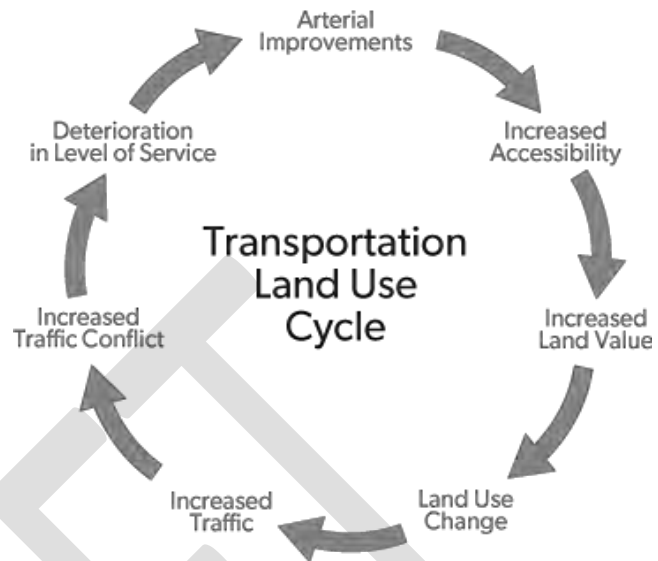 Arterial
Improvements
Increased
Accessibility
Increased
Land Value
Land Use
Change
Increased
Traffic
Increased
Traffic Conflict
Deterioration
in Level of Service
Transportation
Land Use
Cycle